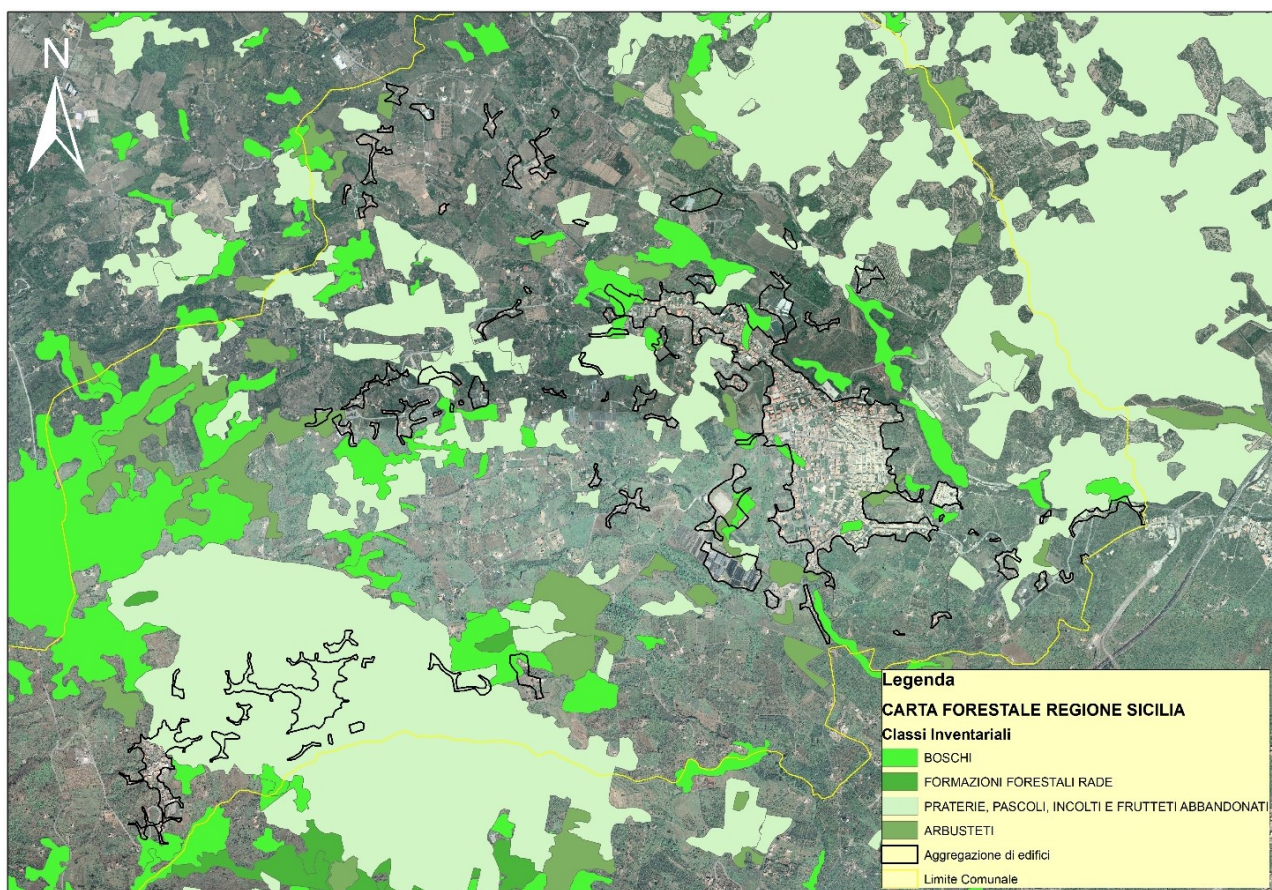 N
Legenda
CARTA FORESTALE REGIONE SICILIA
Classi Inventariali
BOSCHI
FORMAZIONI FORESTALI RADE
PRATERIE, PASCOLI, INCOLTI E FRUTTETI ABBANDONATI
ARBUSTETI
Aggregazione di edifici
Limite Comunale